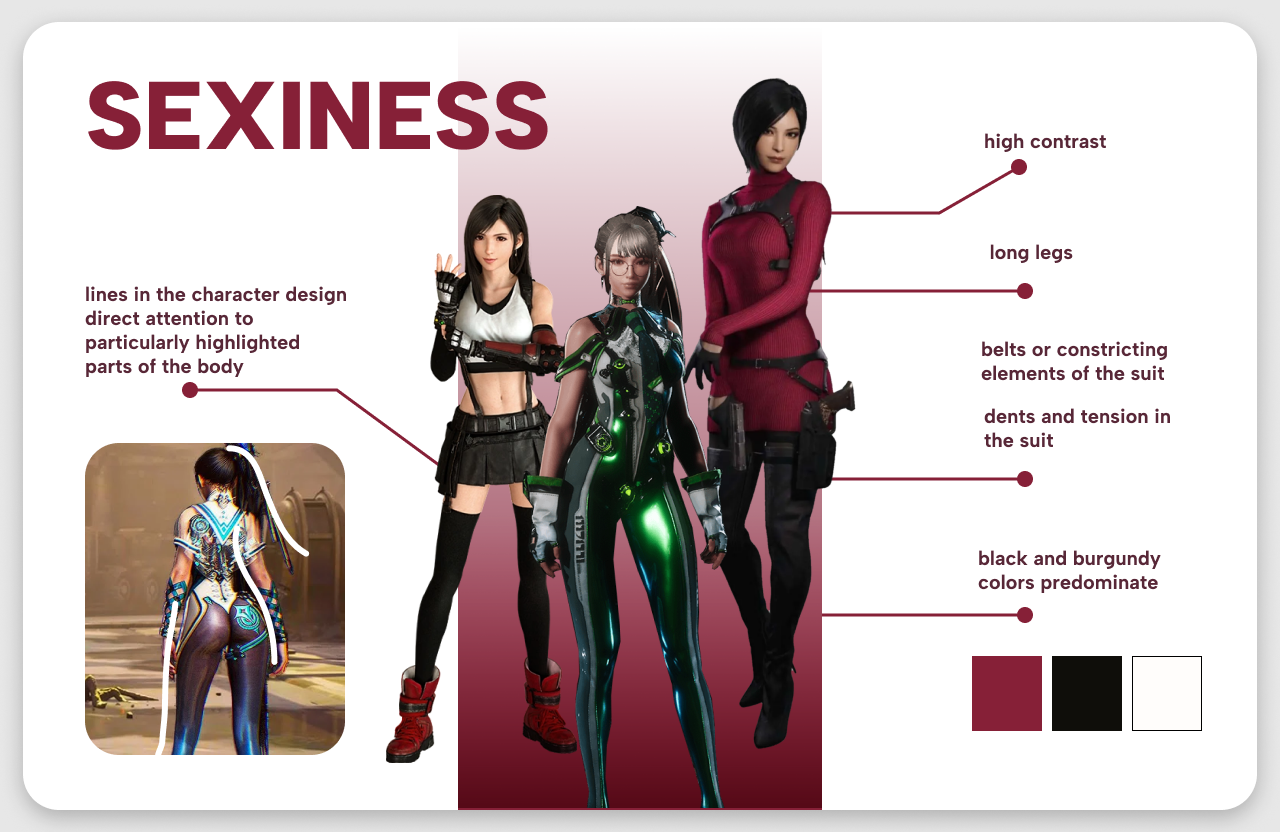 SEXINESS
lines in the character design
direct attention to
particularly highlighted
parts of the body
high contrast
long legs
belts or constricting
elements of the suit
dents and tension in
the suit
black and burgundy
colors predominate